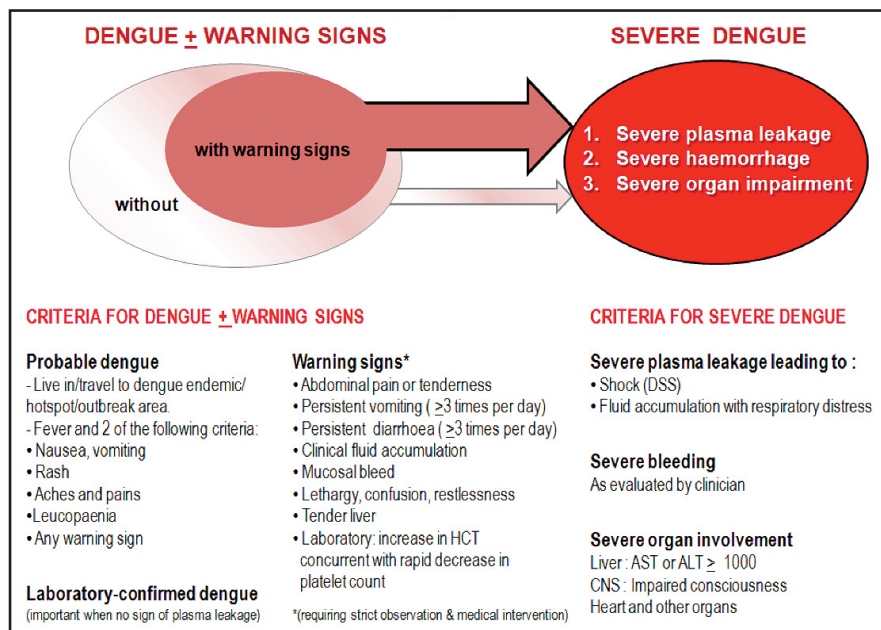 DENGUE ± WARNING SIGNS
SEVERE DENGUE
with warning signs
without
1. Severe plasma leakage
2. Severe haemorrhage
3. Severe organ impairment
CRITERIA FOR DENGUE ± WARNING SIGNS
Probable dengue
- Live in/travel to dengue endemic/
hotspot/outbreak area.
- Fever and 2 of the following criteria:
• Nausea, vomiting
• Rash
• Aches and pains
•Leucopaenia
• Any warning sign
Laboratory-confirmed dengue
(important when no sign of plasma leakage)
Warning signs*
• Abdominal pain or tenderness
• Persistent vomiting ( ≥3 times per day)
• Persistent diarrhoea ( ≥3 times per day)
• Clinical fluid accumulation
• Mucosal bleed
• Lethargy, confusion, restlessness
• Tender liver
• Laboratory: increase in HCT
concurrent with rapid decrease in
platelet count
*(requiring strict observation & medical intervention)
CRITERIA FOR SEVERE DENGUE
Severe plasma leakage leading to :
• Shock (DSS)
• Fluid accumulation with respiratory distress
Severe bleeding
As evaluated by clinician
Severe organ involvement
Liver : AST or ALT ≥ 1000
CNS : Impaired consciousness
Heart and other organs